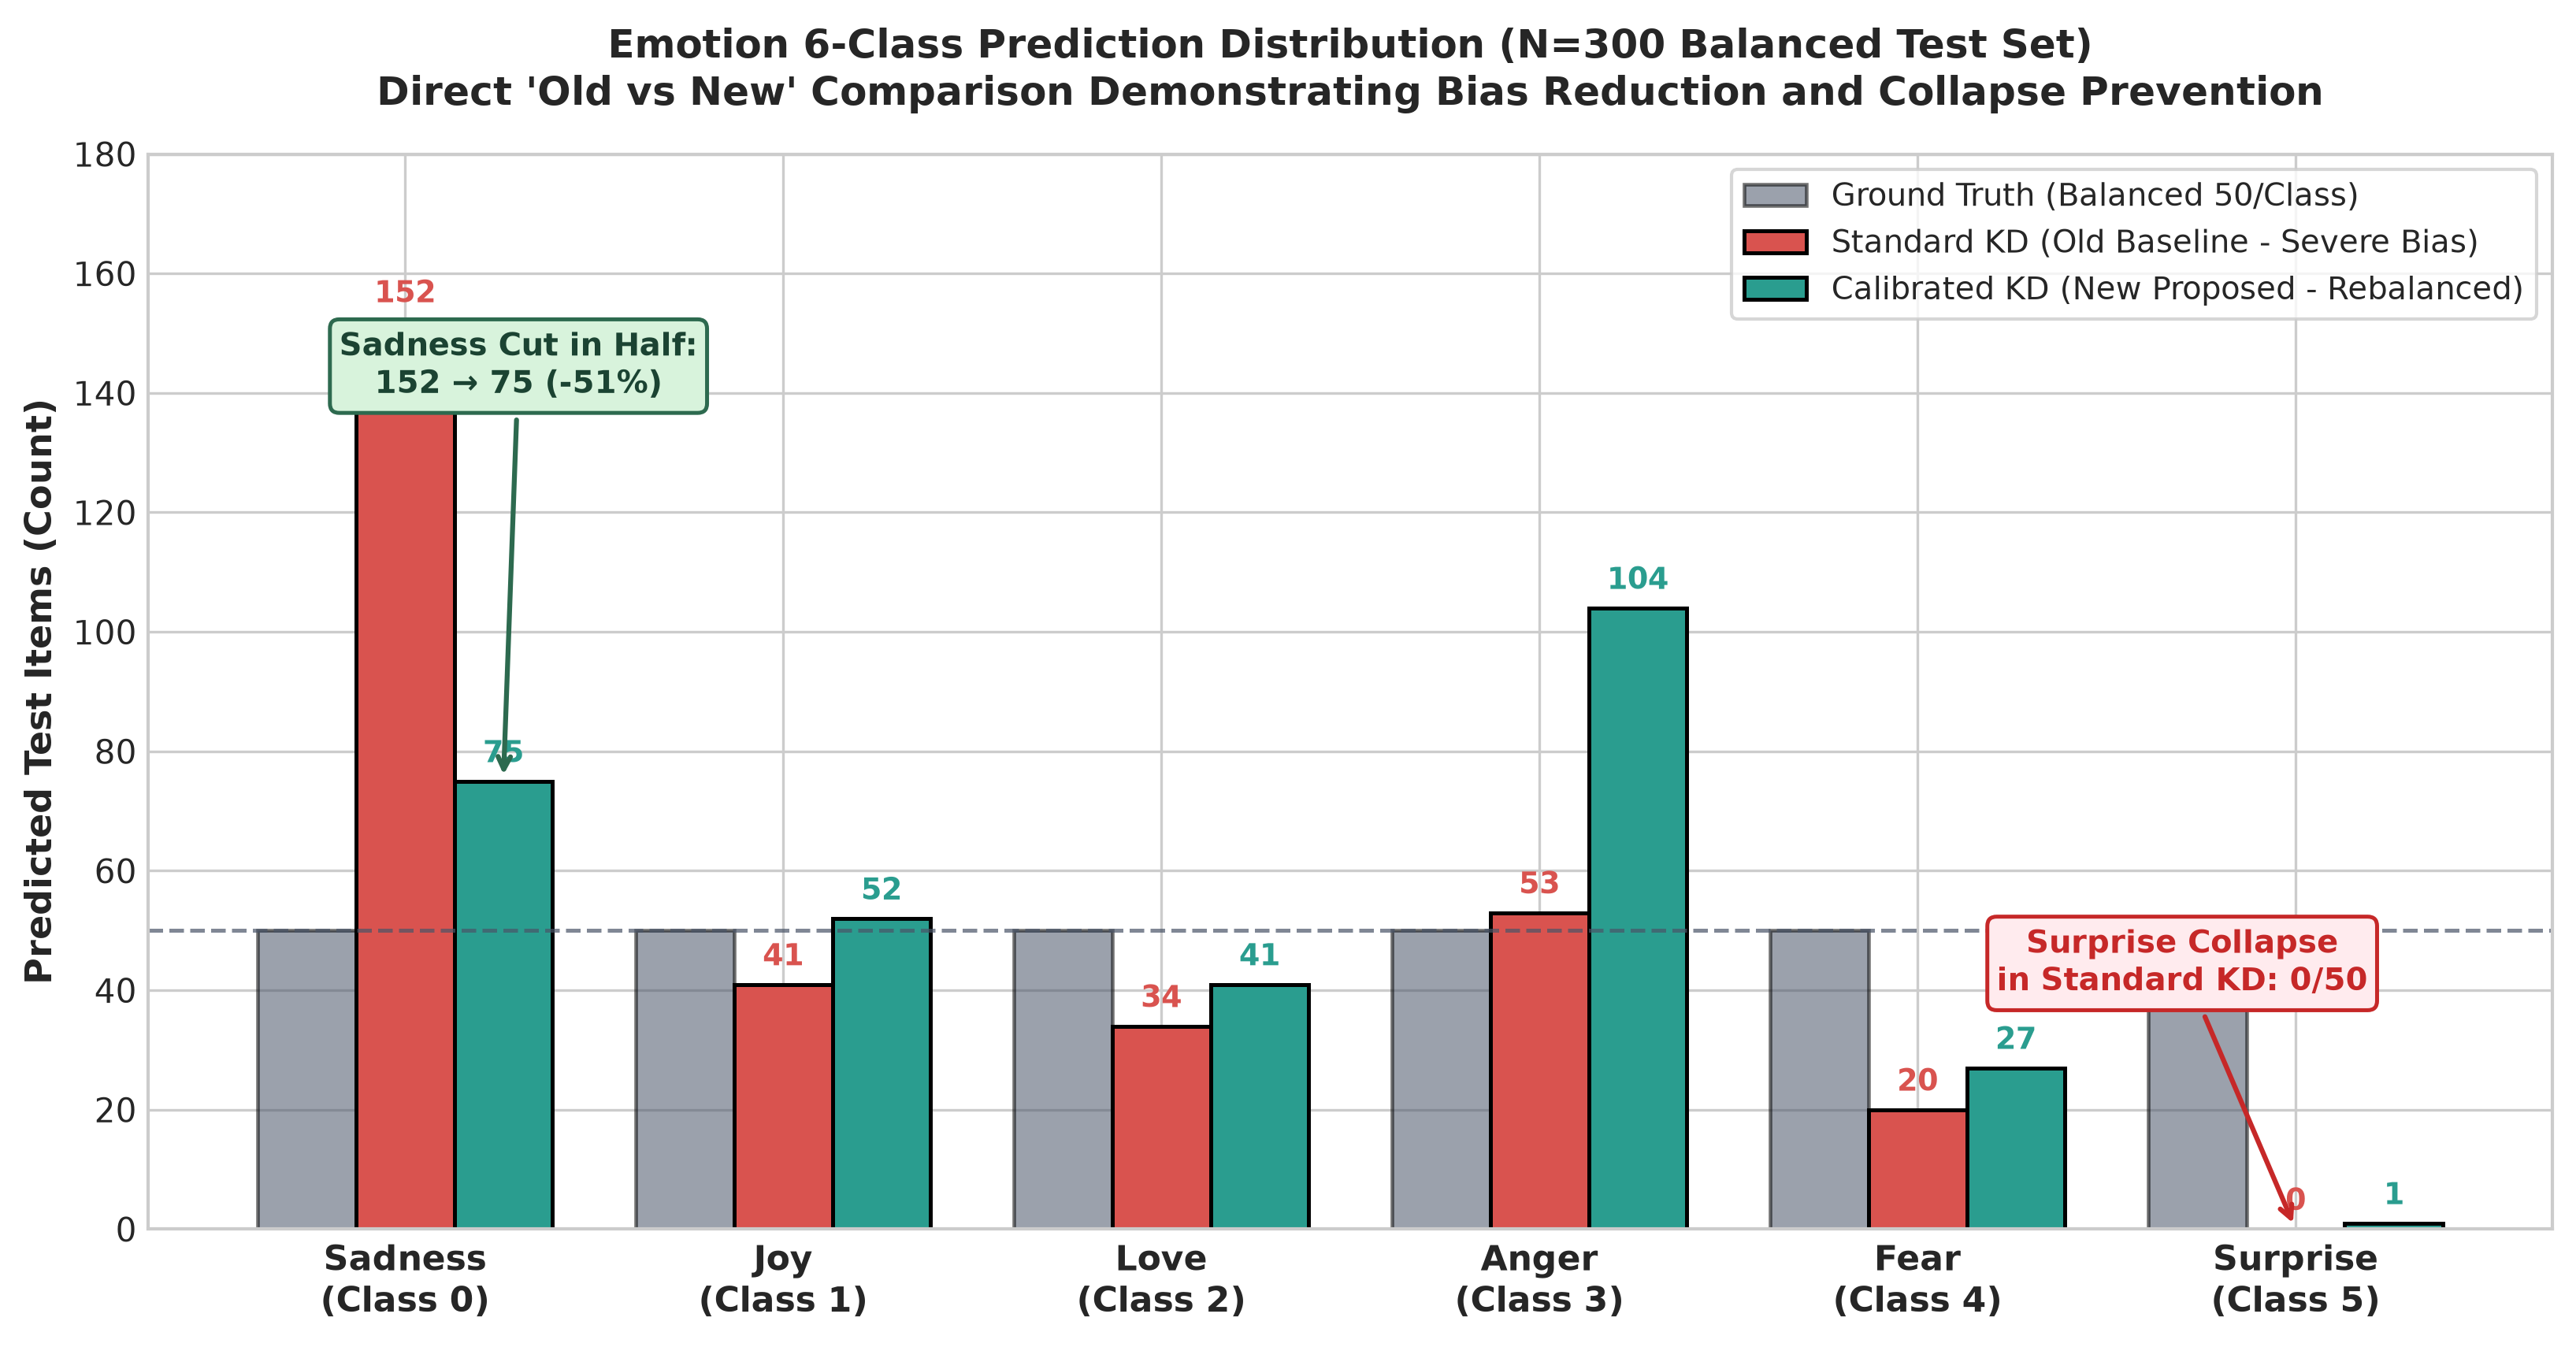 Emotion 6-Class Prediction Distribution (N=300 Balanced Test Set)
Direct 'Old vs New' Comparison Demonstrating Bias Reduction and Collapse Prevention
Predicted Test Items (Count)
180
160
140
120
100
80
60
40
20
0
Ground Truth (Balanced 50/Class)
Standard KD (Old Baseline - Severe Bias)
Calibrated KD (New Proposed - Rebalanced)
152
Sadness Cut in Half:
152 → 75 (-51%)
75
41
52
34
41
53
104
20
27
Surprise Collapse
in Standard KD: 0/50
0
1
Sadness
(Class 0)
Joy
(Class 1)
Love
(Class 2)
Anger
(Class 3)
Fear
(Class 4)
Surprise
(Class 5)